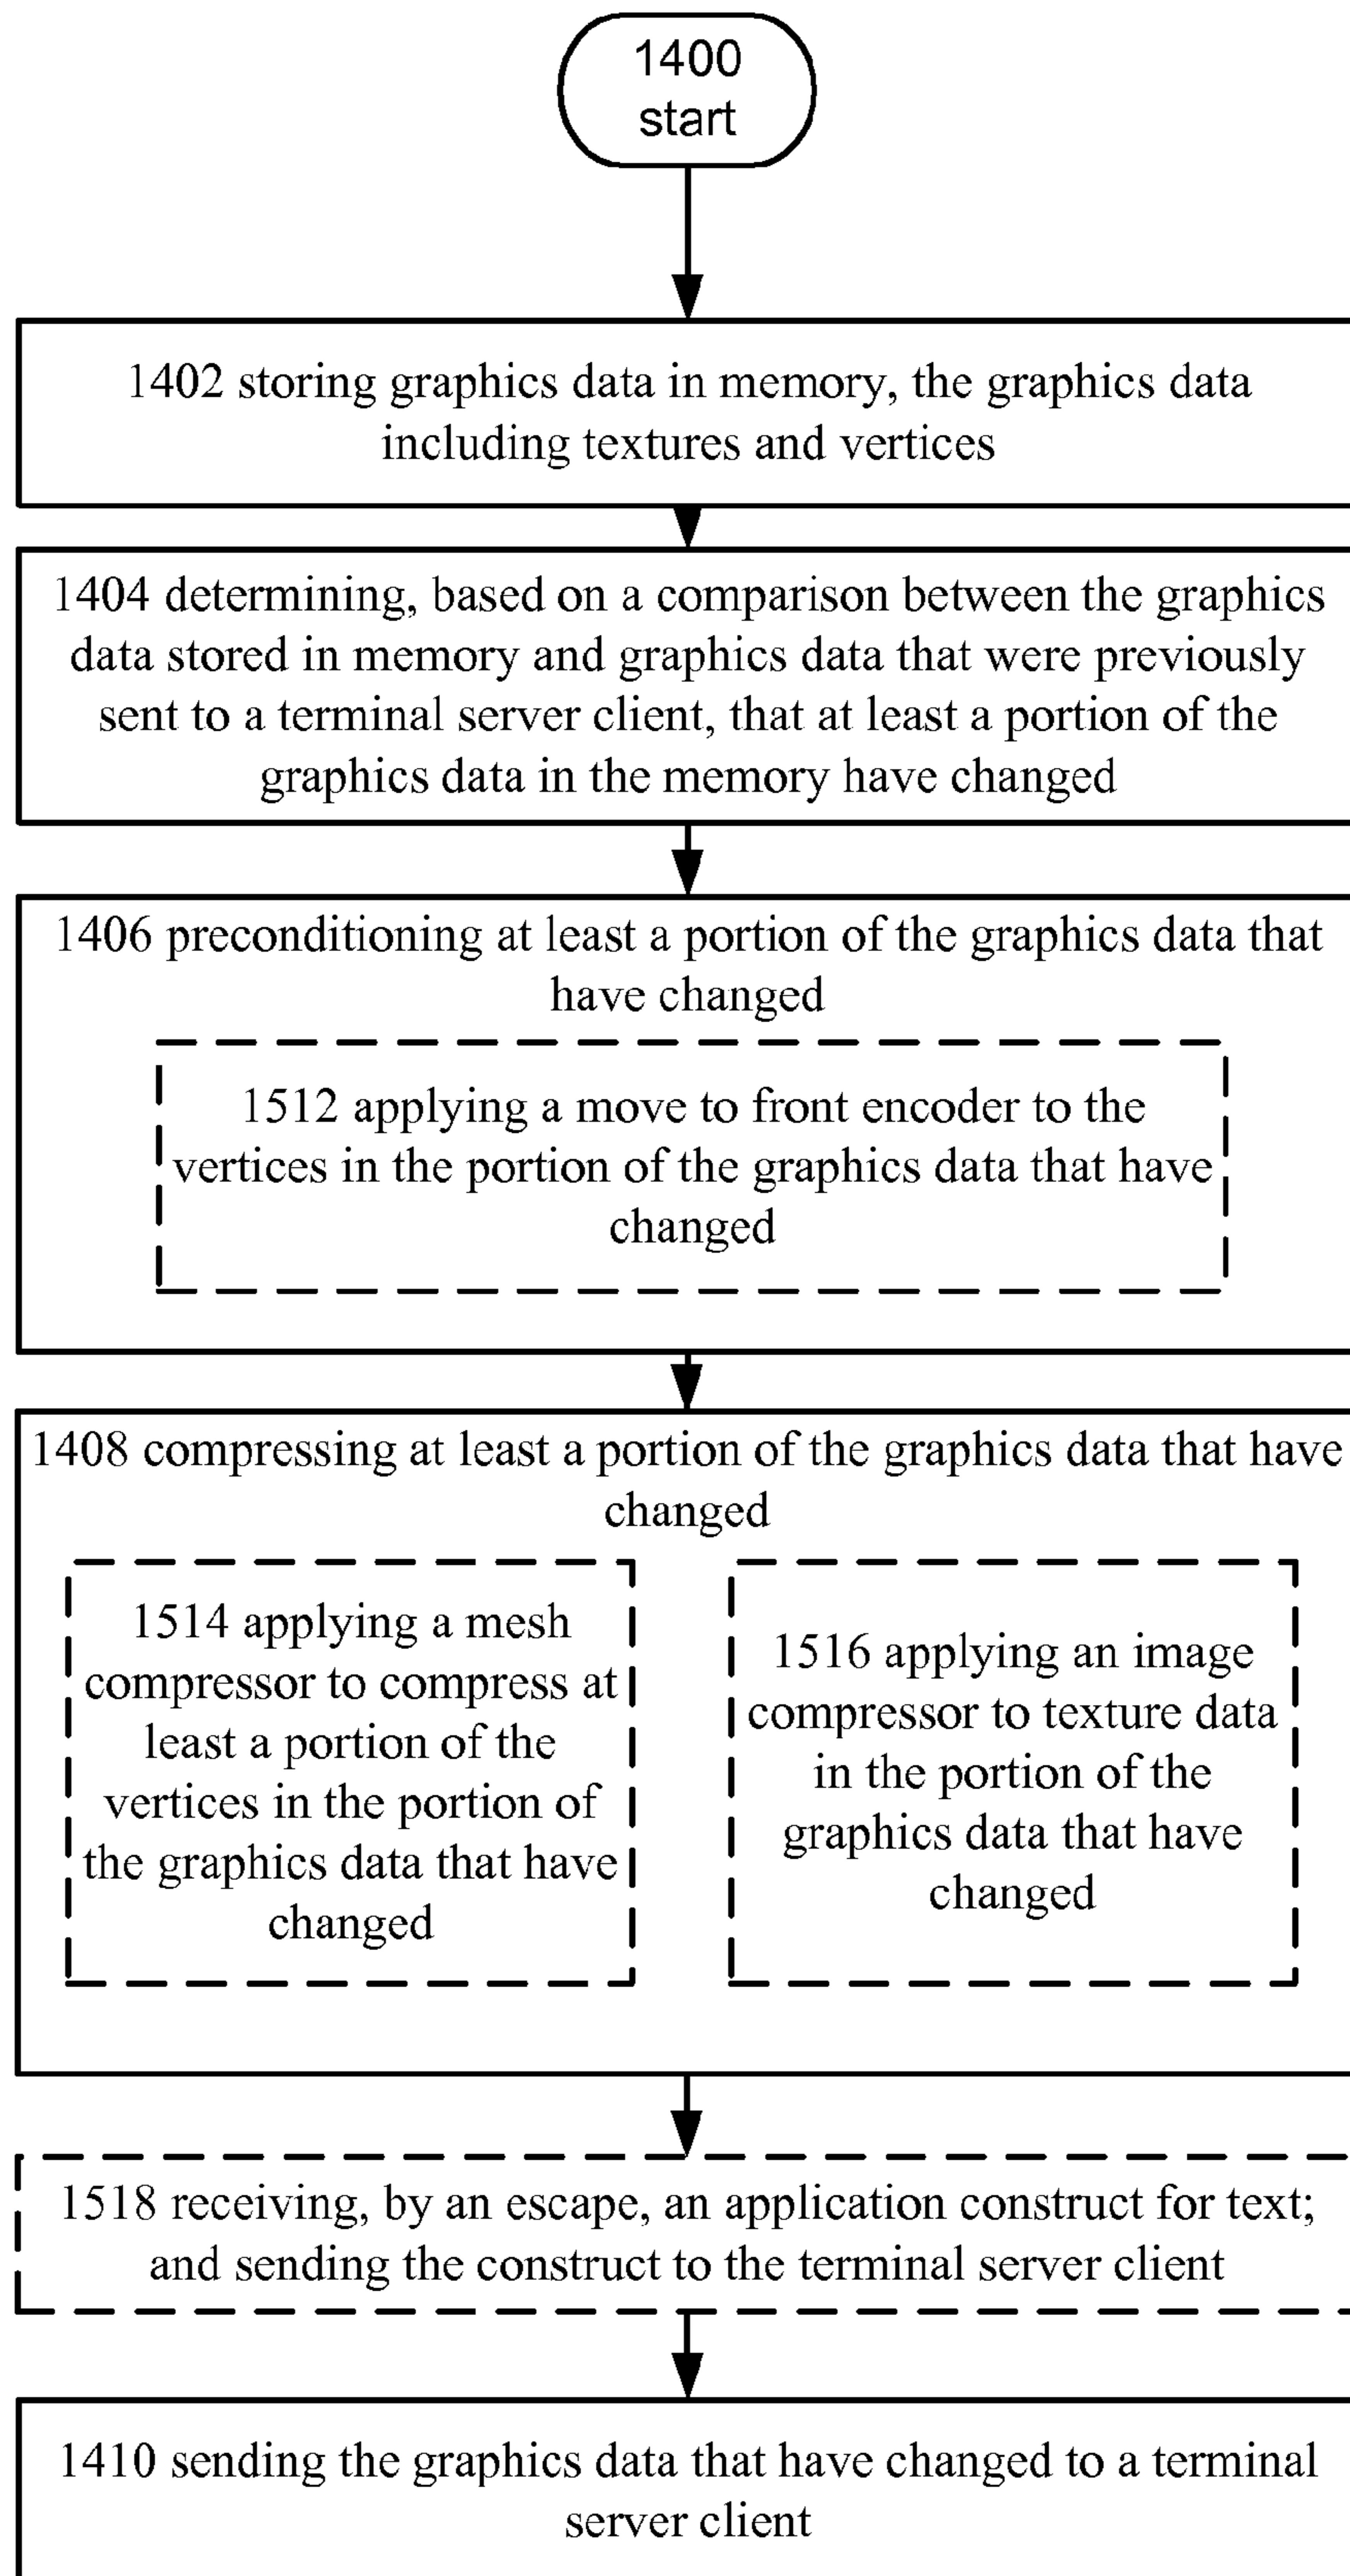 1400
start
1402 storing graphics data in memory, the graphics data
including textures and vertices
1404 determining, based on a comparison between the graphics
data stored in memory and graphics data that were previously
sent to a terminal server client, that at least a portion of the
graphics data in the memory have changed
1406 preconditioning at least a portion of the graphics data that
have changed
1512 applying a move to front encoder to the
vertices in the portion of the graphics data that have
changed
1408 compressing at least a portion of the graphics data that have
changed
1514 applying a mesh
compressor to compress at
least a portion of the
vertices in the portion of
the graphics data that have
changed
1516 applying an image
compressor to texture data
in the portion of the
graphics data that have
changed
1518 receiving, by an escape, an application construct for text;
and sending the construct to the terminal server client
1410 sending the graphics data that have changed to a terminal
server client